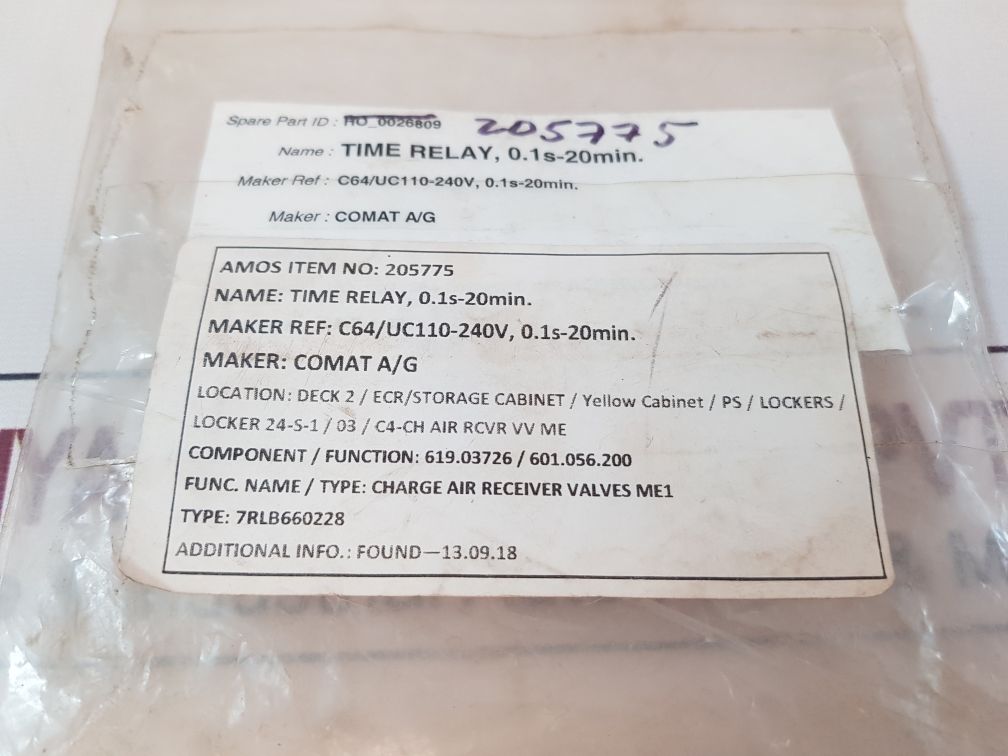 Spare Part ID : HO_0026809 205775
Name : TIME RELAY, 0.1s-20min.
Maker Ref : C64/UC110-240V, 0.1s-20min.
Maker : COMAT A/G
AMOS ITEM NO: 205775
NAME: TIME RELAY, 0.1s-20min.
MAKER REF: C64/UC110-240V, 0.1s-20min.
MAKER: COMAT A/G
LOCATION: DECK 2 / ECR/STORAGE CABINET / Yellow Cabinet / PS / LOCKERS /
LOCKER 24-S-1 / 03 / C4-CH AIR RCVR VV ME
COMPONENT / FUNCTION: 619.03726 / 601.056.200
FUNC. NAME / TYPE: CHARGE AIR RECEIVER VALVES ME1
TYPE: 7RLB660228
ADDITIONAL INFO.: FOUND—13.09.18